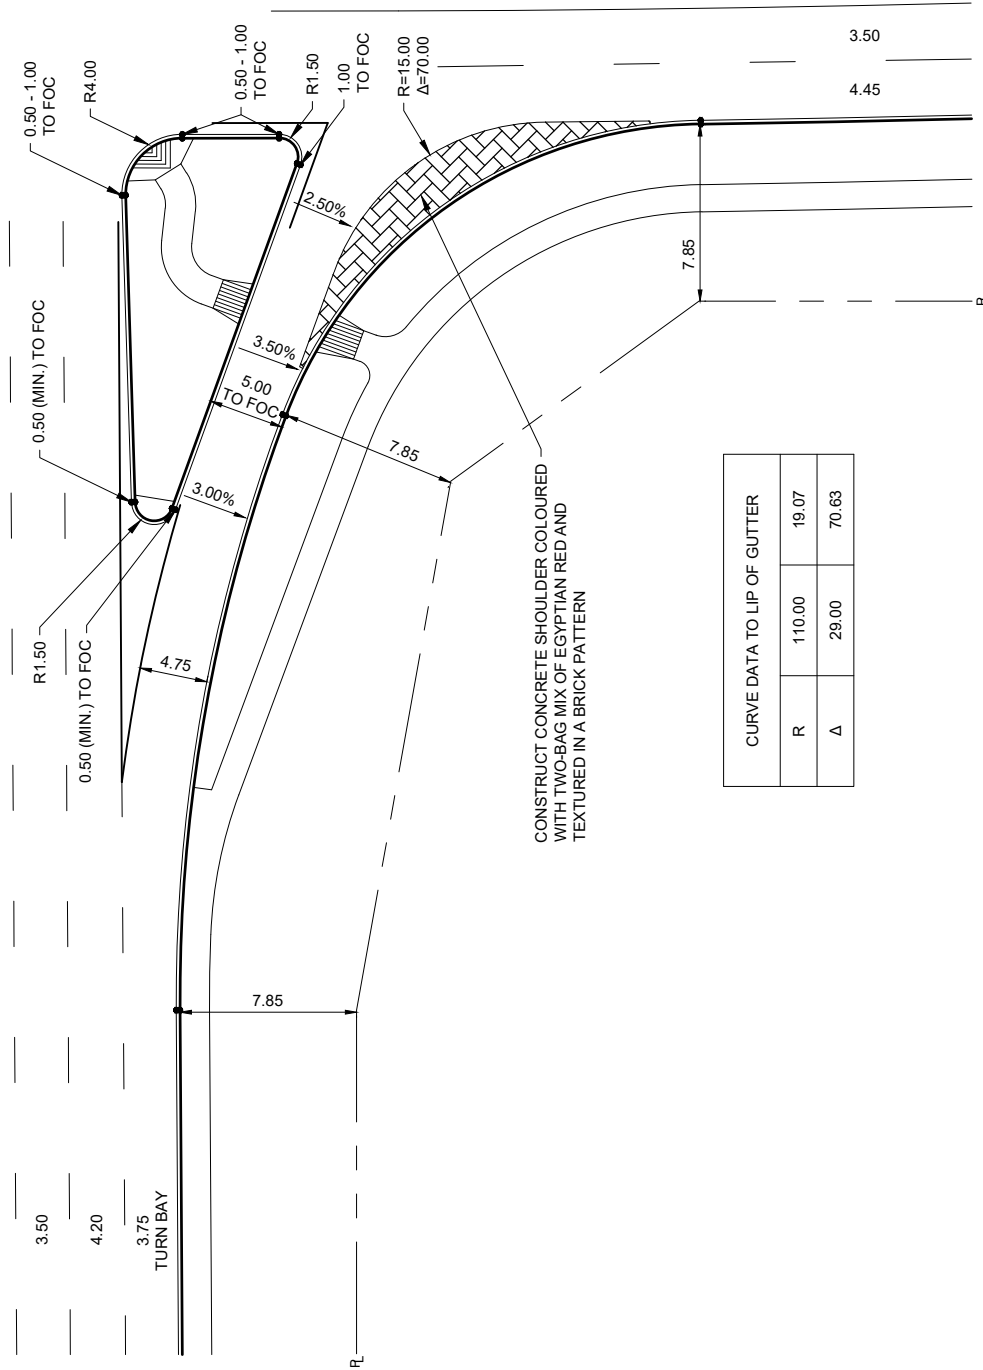 0.50 - 1.00
TO FOC
R4.00
0.50 - 1.00
TO FOC
R1.50
1.00
TO FOC
R=15.00
Δ=70.00
3.50
4.45
2.50%
7.85
7.85
0.50 (MIN.) TO FOC
3.50%
5.00
TO FOC
7.85
3.00%
R1.50
0.50 (MIN.) TO FOC
4.75
CONSTRUCT CONCRETE SHOULDER COLOURED
WITH TWO-BAG MIX OF EGYPTIAN RED AND
TEXTURED IN A BRICK PATTERN
CURVE DATA TO LIP OF GUTTER
R 110.00 19.07
Δ 29.00 70.63
7.85
3.50
4.20
3.75
TURN BAY
PL